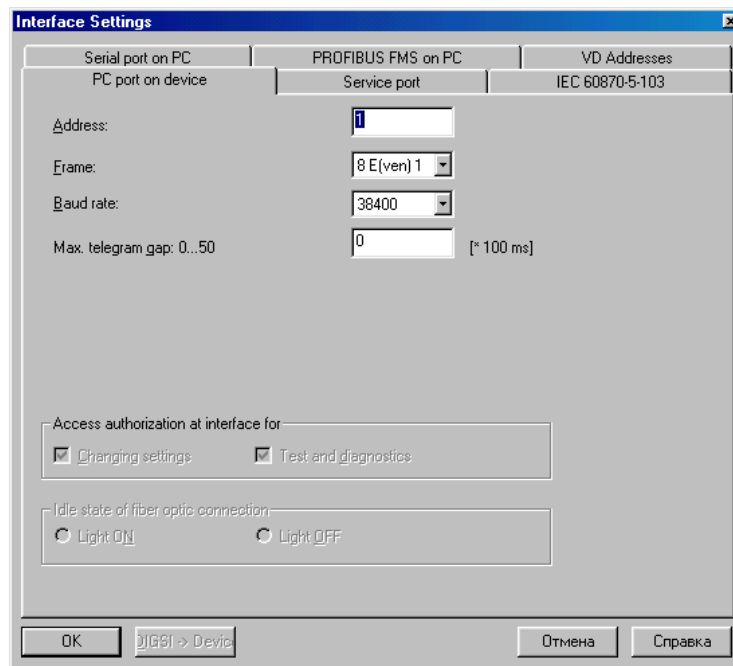 Interface Settings
Serial port on PC PROFIBUS FMS on PC VD Addresses
PC port on device Service port IEC 60870-5-103
Address: 1
Frame: 8 E(ven) 1
Baud rate: 38400
Max. telegram gap: 0...50 0 [* 100 ms]
Access authorization at interface for
Changing settings Test and diagnostics
Idle state of fiber optic connection
Light ON Light OFF
OK DIGSI -> Device Отмена Справка